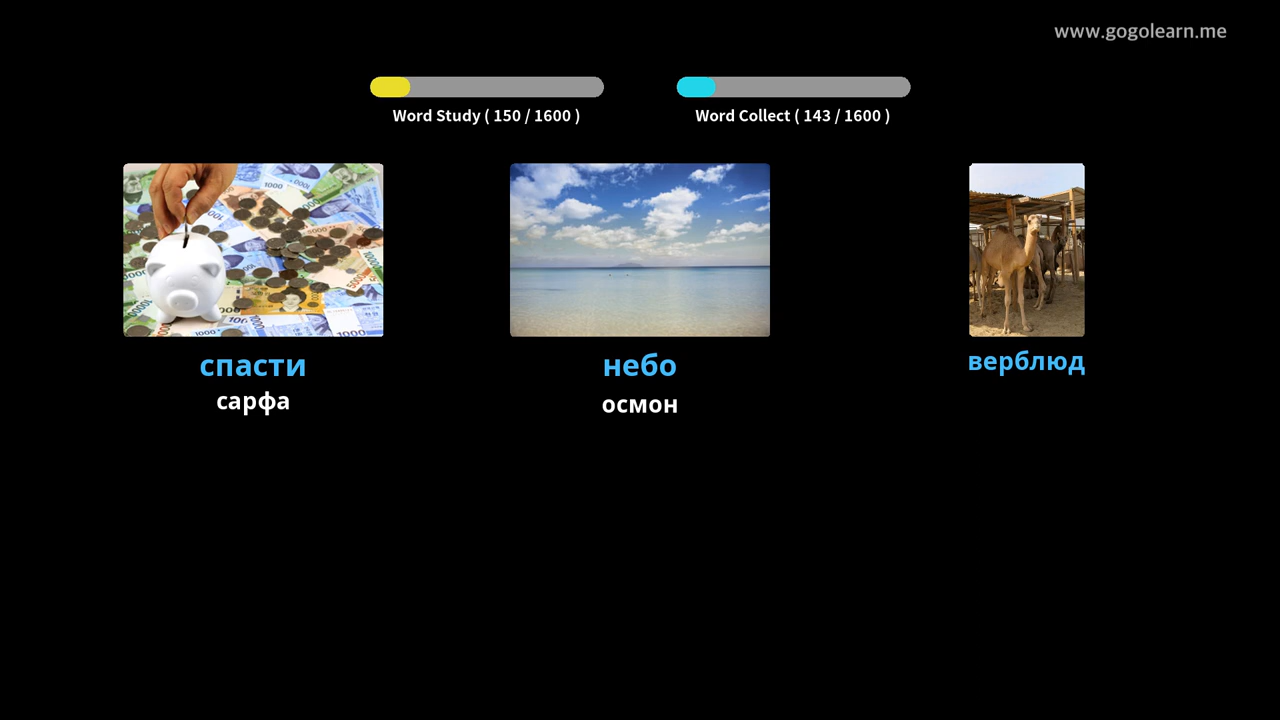 www.gogolearn.me
Word Study ( 150 / 1600 )
Word Collect ( 143 / 1600 )
спасти
сарфа
небо
осмон
верблюд